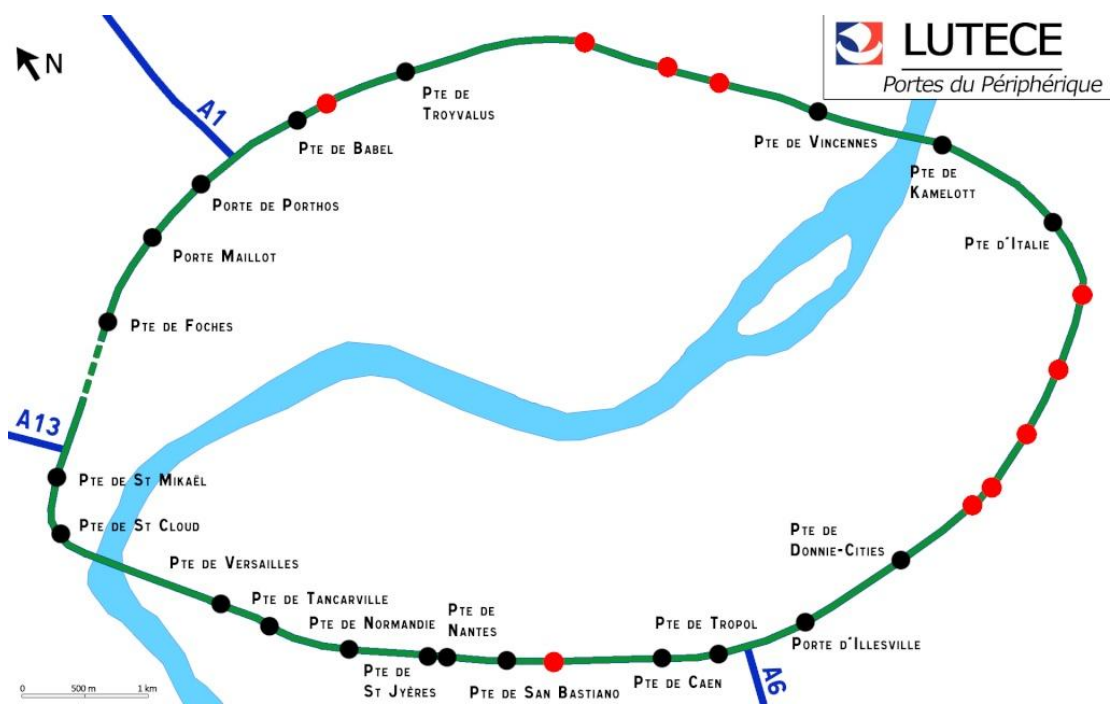 N
LUTECE
Portes du Périphérique
A1
PTE DE
TROYVALUS
PTE DE BABEL
PTE DE VINCENNES
PTE DE
KAMELOTT
PORTE DE PORTHOS
PORTE MAILLOT
PTE D'ITALIE
PTE DE FOCHES
A13
PTE DE ST MIKAËL
PTE DE ST CLOUD
PTE DE VERSAILLES
PTE DE
DONNIE-CITIES
PTE DE TANCARVILLE
PTE DE NORMANDIE
PTE DE
NANTES
PTE DE TROPOL
PORTE D'ILLESVILLE
PTE DE
ST JYÈRES
PTE DE SAN BASTIANO
PTE DE CAEN
A6
0 500 m 1 km